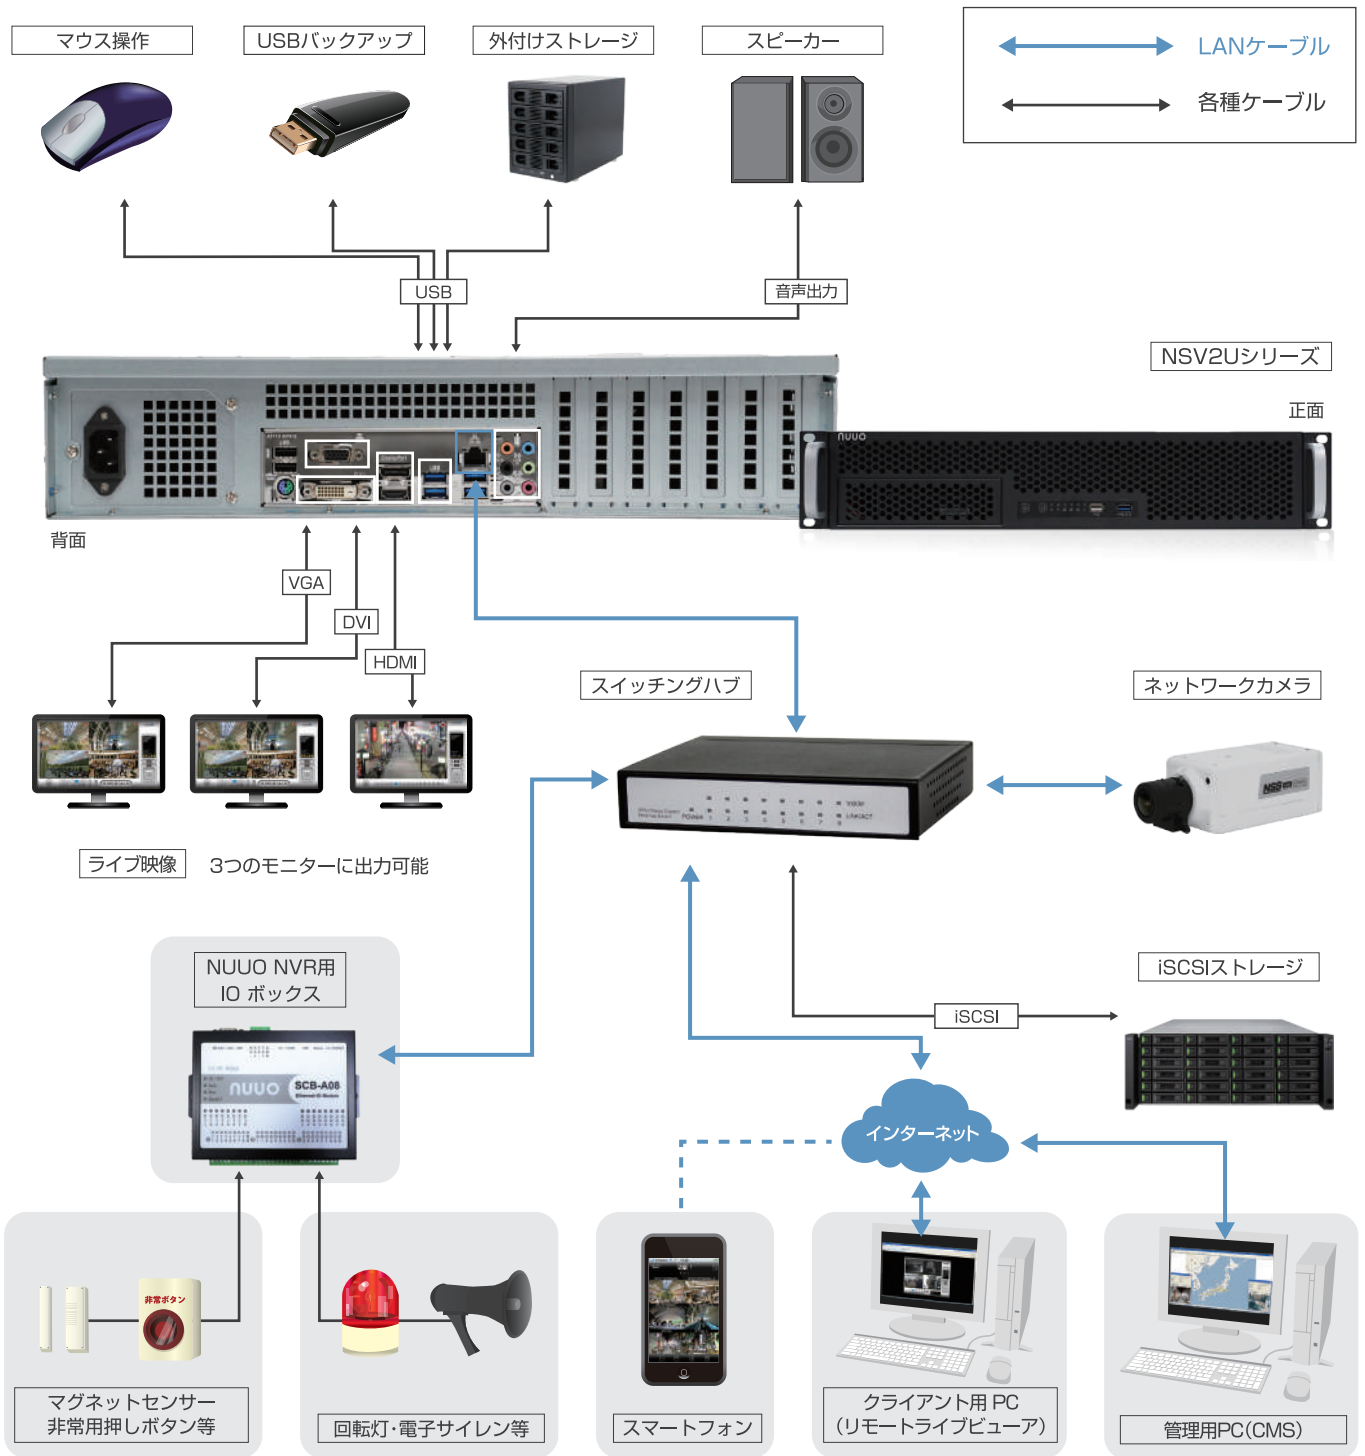 マウス操作
USBバックアップ
外付けストレージ
スピーカー
LANケーブル
各種ケーブル
USB
音声出力
NSV2Uシリーズ
正面
nuuo
背面
VGA
DVI
HDMI
スイッチングハブ
ネットワークカメラ
ライブ映像
3つのモニターに出力可能
NUUO NVR用
IO ボックス
nuuo
SCB-A08
Ethernet-IO Module
NSS
iSCSIストレージ
iSCSI
インターネット
非常ボタン
マグネットセンサー
非常用押しボタン等
回転灯・電子サイレン等
スマートフォン
クライアント用 PC
(リモートライブビューア)
管理用PC(CMS)